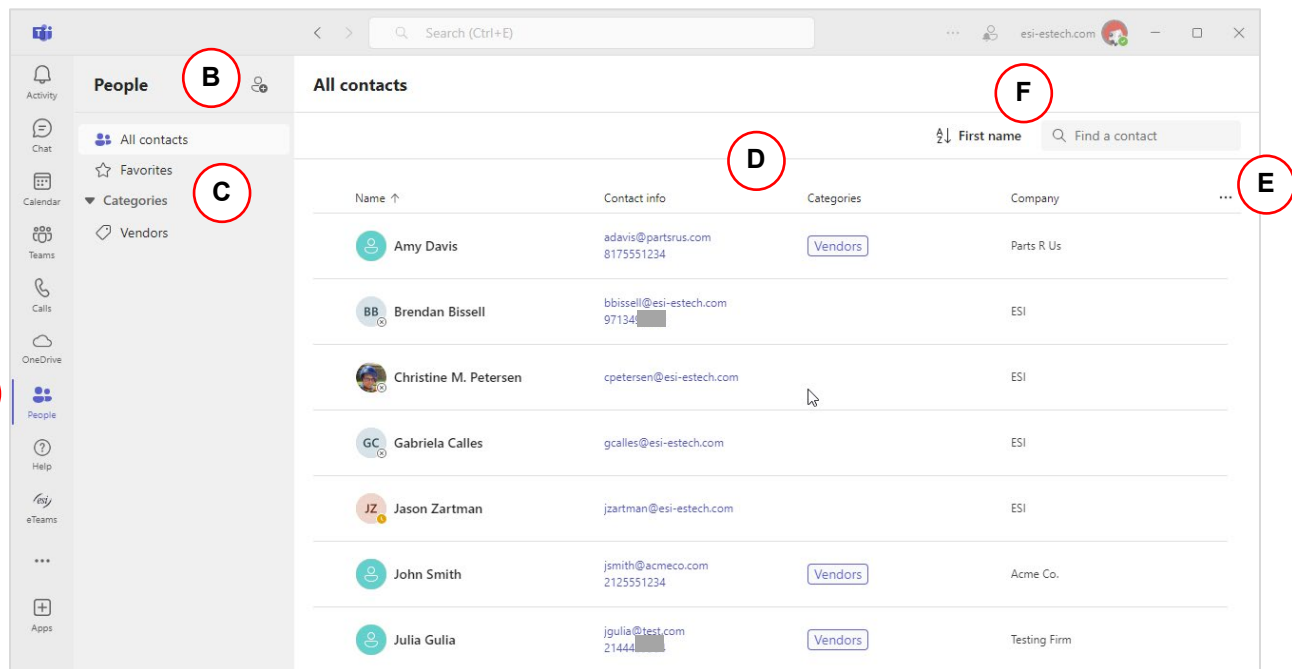 Search (Ctrl+E)
esi-estech.com
Activity
Chat
Calendar
Teams
Calls
OneDrive
People
Help
esi
eTeams
Apps
People
B
All contacts
Favorites
C
Categories
Vendors
All contacts
F
First name
Find a contact
D
E
Name Contact info Categories Company
Amy Davis
adavis@partsrus.com
8175551234
Vendors
Parts R Us
BB
Brendan Bissell
bbissell@esi-estech.com
ESI
Christine M. Petersen
cpetersen@esi-estech.com
ESI
GC
Gabriela Calles
gcalles@esi-estech.com
ESI
JZ
Jason Zartman
jzartman@esi-estech.com
ESI
John Smith
jsmith@acmeco.com
2125551234
Vendors
Acme Co.
Julia Gulia
jgulia@test.com
21444
Vendors
Testing Firm